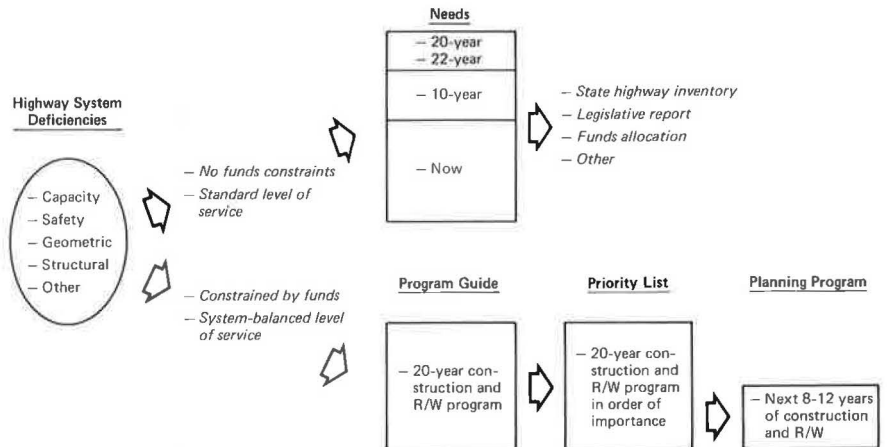 Needs
– 20-year
– 22-year
– 10-year
– Now
– State highway inventory
– Legislative report
– Funds allocation
– Other
Highway System
Deficiencies
– Capacity
– Safety
– Geometric
– Structural
– Other
– No funds constraints
– Standard level of
service
– Constrained by funds
– System-balanced level
of service
Program Guide
– 20-year con-
struction and
R/W program
Priority List
– 20-year con-
struction and
R/W program
in order of
importance
Planning Program
– Next 8-12 years
of construction
and R/W